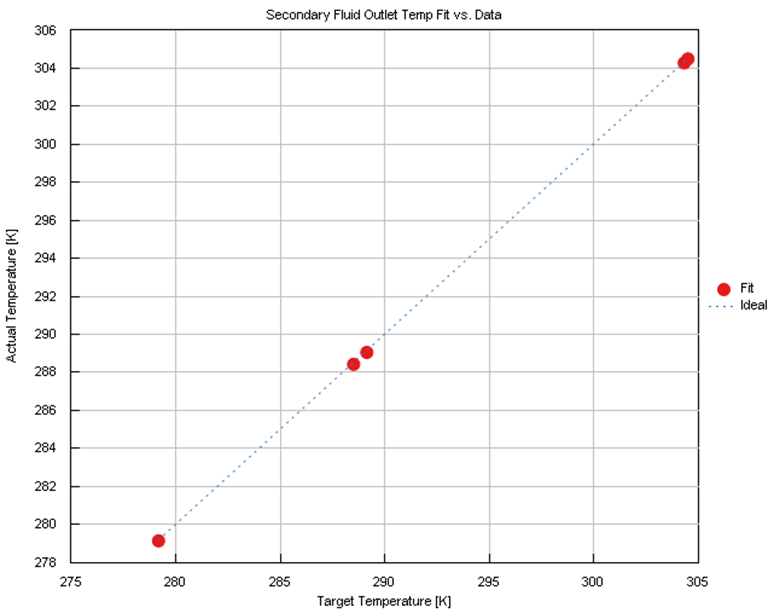 Secondary Fluid Outlet Temp Fit vs. Data
306
304
302
300
298
296
294
292
290
288
286
284
282
280
278
Actual Temperature [K]
275 280 285 290 295 300 305
Target Temperature [K]
Fit
Ideal